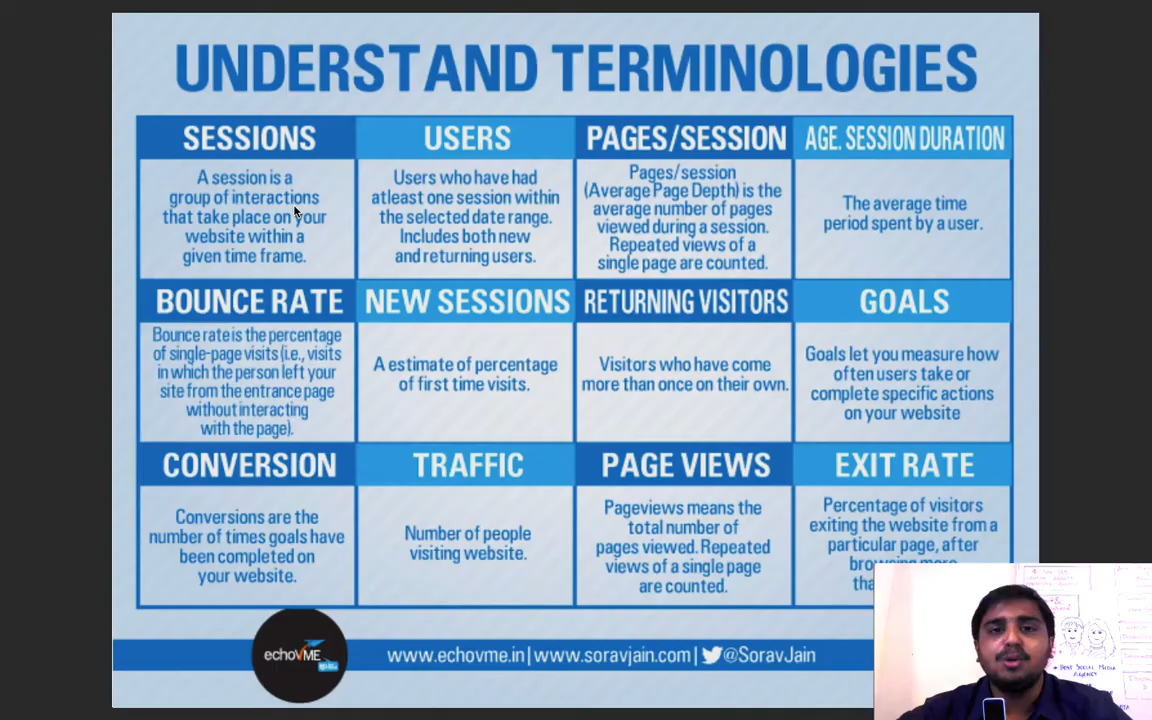 UNDERSTAND TERMINOLOGIES
SESSIONS
A session is a
group of interactions
that take place on your
website within a
given time frame.
USERS
Users who have had
atleast one session within
the selected date range.
Includes both new
and returning users.
PAGES/SESSION
Pages/session
(Average Page Depth) is the
average number of pages
viewed during a session.
Repeated views of a
single page are counted.
AGE. SESSION DURATION
The average time
period spent by a user.
BOUNCE RATE
Bounce rate is the percentage
of single-page visits (i.e., visits
in which the person left your
site from the entrance page
without interacting
with the page).
NEW SESSIONS
A estimate of percentage
of first time visits.
RETURNING VISITORS
Visitors who have come
more than once on their own.
GOALS
Goals let you measure how
often users take or
complete specific actions
on your website
CONVERSION
Conversions are the
number of times goals have
been completed on
your website.
TRAFFIC
Number of people
visiting website.
PAGE VIEWS
Pageviews means the
total number of
pages viewed. Repeated
views of a single page
are counted.
EXIT RATE
Percentage of visitors
exiting the website from a
particular page, after
browsing more
echoVME
www.echovme.in|www.soravjain.com|@SoravJain
BEST SOCIAL MEDIA
AGENCY